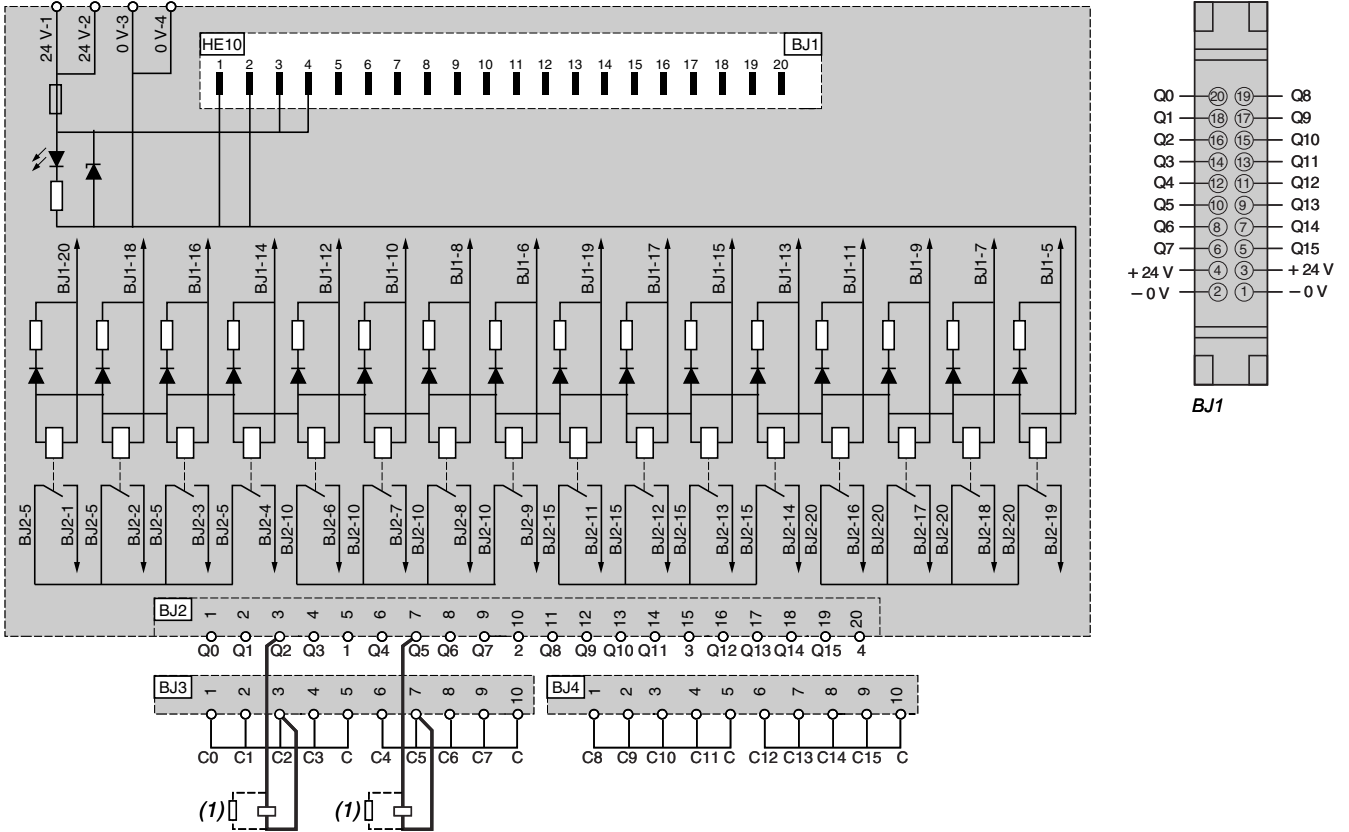 24 V-1 24 V-2 0 V-3 0 V-4
HE10 BJ1
1 2 3 4 5 6 7 8 9 10 11 12 13 14 15 16 17 18 19 20
BJ1-20 BJ1-18 BJ1-16 BJ1-14 BJ1-12 BJ1-10 BJ1-8 BJ1-6 BJ1-19 BJ1-17 BJ1-15 BJ1-13 BJ1-11 BJ1-9 BJ1-7 BJ1-5
BJ2-5 BJ2-1 BJ2-5 BJ2-2 BJ2-5 BJ2-3 BJ2-5 BJ2-4 BJ2-10 BJ2-6 BJ2-10 BJ2-7 BJ2-10 BJ2-8 BJ2-10 BJ2-9 BJ2-15 BJ2-11 BJ2-15 BJ2-12 BJ2-15 BJ2-13 BJ2-15 BJ2-14 BJ2-20 BJ2-16 BJ2-20 BJ2-17 BJ2-20 BJ2-18 BJ2-20 BJ2-19
BJ2 1 2 3 4 5 6 7 8 9 10 11 12 13 14 15 16 17 18 19 20
Q0 Q1 Q2 Q3 1 Q4 Q5 Q6 Q7 2 Q8 Q9 Q10 Q11 3 Q12 Q13 Q14 Q15 4
BJ3 1 2 3 4 5 6 7 8 9 10
C0 C1 C2 C3 C C4 C5 C6 C7 C
BJ4 1 2 3 4 5 6 7 8 9 10
C8 C9 C10 C11 C C12 C13 C14 C15 C
(1) (1)
Q0 20 19 Q8
Q1 18 17 Q9
Q2 16 15 Q10
Q3 14 13 Q11
Q4 12 11 Q12
Q5 10 9 Q13
Q6 8 7 Q14
Q7 6 5 Q15
+ 24 V 4 3 + 24 V
– 0 V 2 1 – 0 V
BJ1